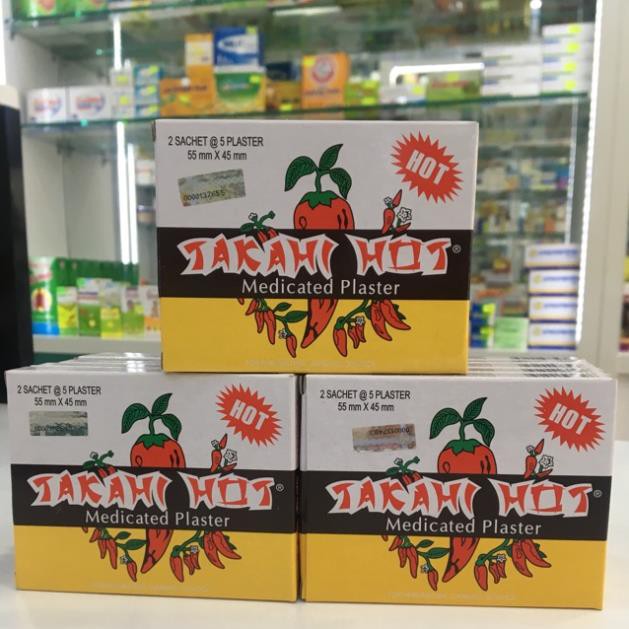 2 SACHET @ 5 PLASTER
55 mm X 45 mm
0000137655
HOT
TAKAHI HOT®
Medicated Plaster
2 SACHET @ 5 PLASTER
55 mm X 45 mm
HOT
TAKAHI HOT®
Medicated Plaster
2 SACHET @ 5 PLASTER
55 mm X 45 mm
HOT
TAKAHI HOT®
Medicated Plaster